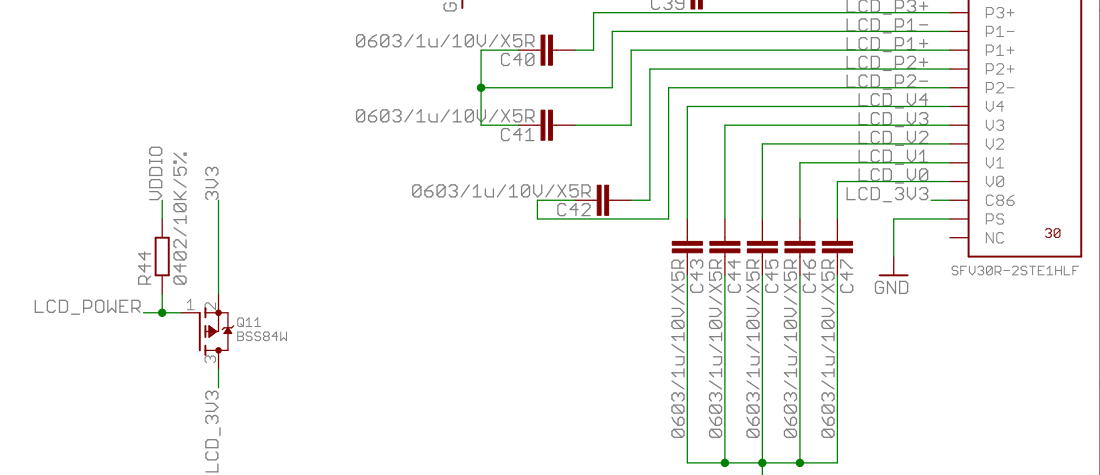 G
C39
LCD_P3+
P3+
LCD_P1-
P1-
0603/1u/10V/X5R
C40
LCD_P1+
P1+
LCD_P2+
P2+
LCD_P2-
P2-
LCD_V4
V4
0603/1u/10V/X5R
C41
LCD_V3
V3
LCD_V2
V2
LCD_V1
V1
LCD_V0
V0
0603/1u/10V/X5R
C42
LCD_3V3
C86
PS
NC
30
SFV30R-2STE1HLF
GND
VDDIO
0402/10K/5%
3V3
R44
LCD_POWER
1
2
Q11
BSS84W
3
LCD_3V3
0603/1u/10V/X5R
C43
0603/1u/10V/X5R
C44
0603/1u/10V/X5R
C45
0603/1u/10V/X5R
C46
0603/1u/10V/X5R
C47